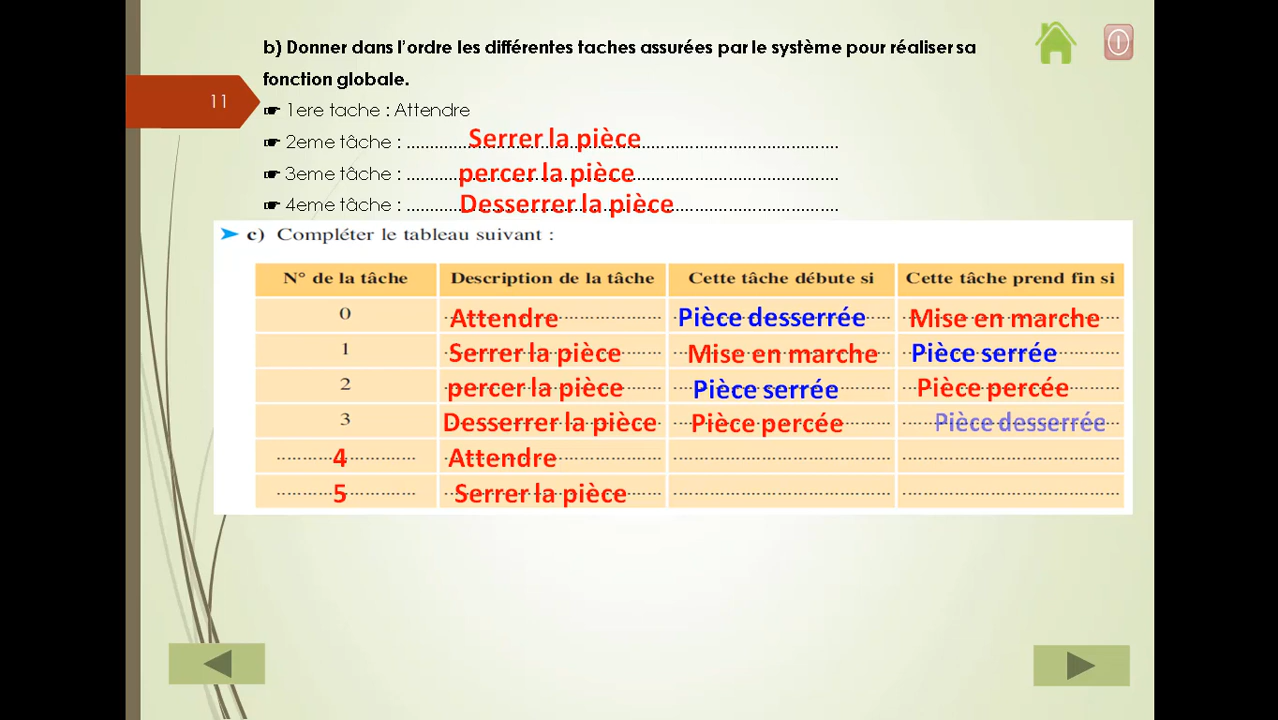 b) Donner dans l'ordre les différentes taches assurées par le système pour réaliser sa
fonction globale.
11
☛ 1ere tache : Attendre
☛ 2eme tâche : Serrer la pièce
☛ 3eme tâche : percer la pièce
☛ 4eme tâche : Desserrer la pièce
➤ c) Compléter le tableau suivant :
N° de la tâche Description de la tâche Cette tâche débute si Cette tâche prend fin si
0 Attendre Pièce desserrée Mise en marche
1 Serrer la pièce Mise en marche Pièce serrée
2 percer la pièce Pièce serrée Pièce percée
3 Desserrer la pièce Pièce percée Pièce desserrée
4 Attendre
5 Serrer la pièce